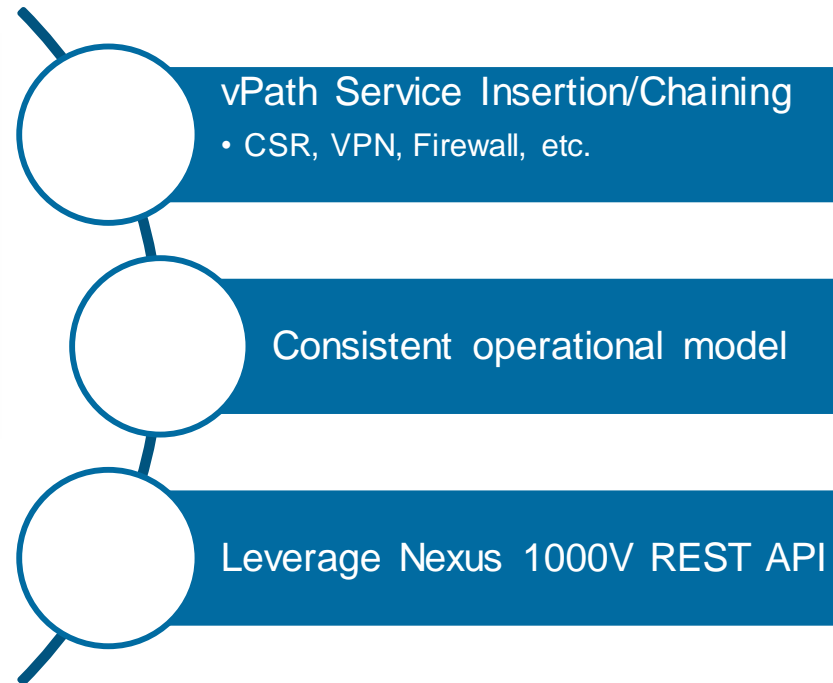 vPath Service Insertion/Chaining
• CSR, VPN, Firewall, etc.
Consistent operational model
Leverage Nexus 1000V REST API